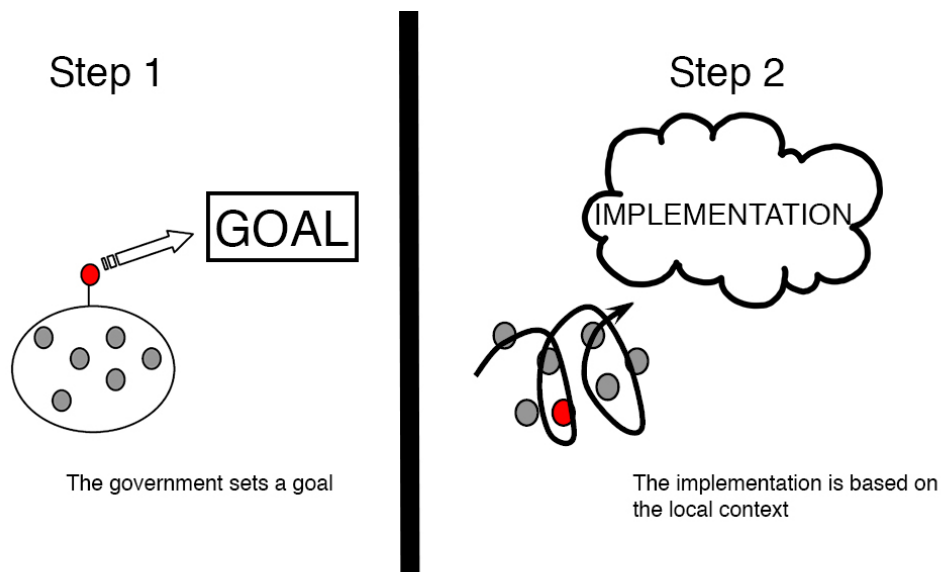 Step 1
GOAL
The government sets a goal
Step 2
IMPLEMENTATION
The implementation is based on
the local context